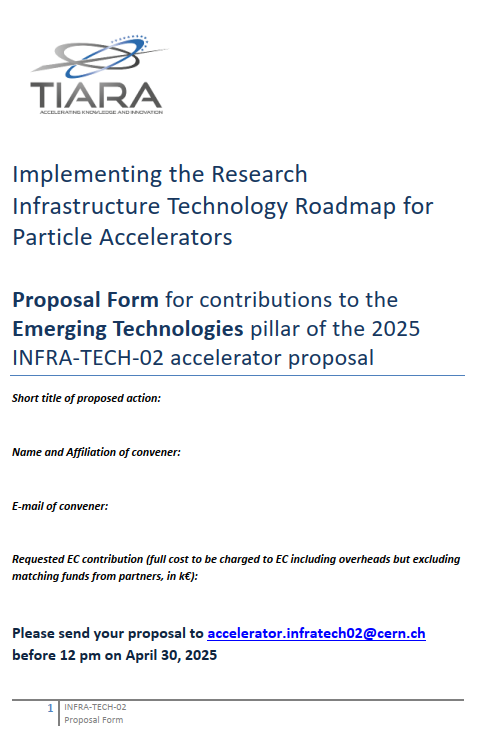 TIARA
ACCELERATING KNOWLEDGE AND INNOVATION
Implementing the Research
Infrastructure Technology Roadmap for
Particle Accelerators
Proposal Form for contributions to the
Emerging Technologies pillar of the 2025
INFRA-TECH-02 accelerator proposal
Short title of proposed action:
Name and Affiliation of convener:
E-mail of convener:
Requested EC contribution (full cost to be charged to EC including overheads but excluding
matching funds from partners, in k€):
Please send your proposal to accelerator.infratech02@cern.ch
before 12 pm on April 30, 2025
1 INFRA-TECH-02
Proposal Form